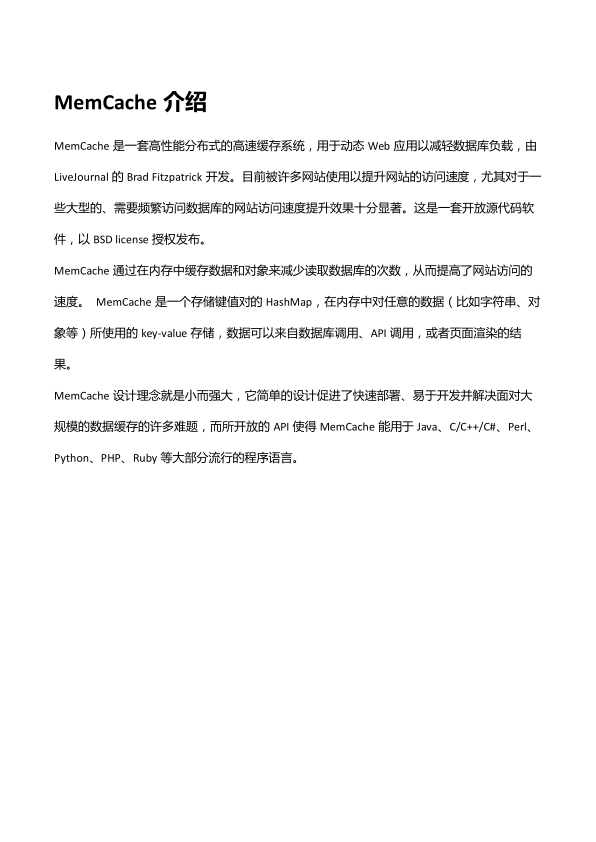 MemCache 介绍
MemCache 是一套高性能分布式的高速缓存系统，用于动态 Web 应用以减轻数据库负载，由
LiveJournal 的 Brad Fitzpatrick 开发。目前被许多网站使用以提升网站的访问速度，尤其对于一
些大型的、需要频繁访问数据库的网站访问速度提升效果十分显著。这是一套开放源代码软
件，以 BSD license 授权发布。
MemCache 通过在内存中缓存数据和对象来减少读取数据库的次数，从而提高了网站访问的
速度。 MemCache 是一个存储键值对的 HashMap，在内存中对任意的数据（比如字符串、对
象等）所使用的 key-value 存储，数据可以来自数据库调用、API 调用，或者页面渲染的结
果。
MemCache 设计理念就是小而强大，它简单的设计促进了快速部署、易于开发并解决面对大
规模的数据缓存的许多难题，而所开放的 API 使得 MemCache 能用于 Java、C/C++/C#、Perl、
Python、PHP、Ruby 等大部分流行的程序语言。